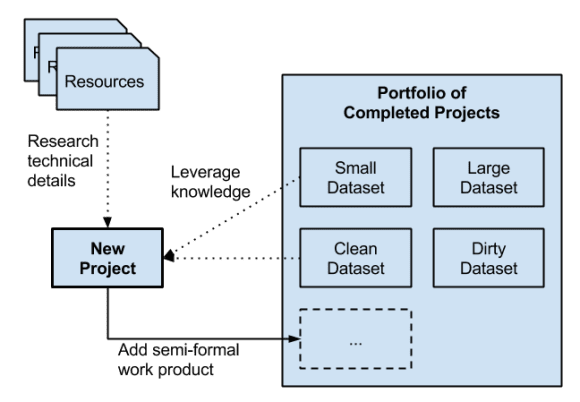 R
R
Resources
Research
technical
details
Leverage
knowledge
New
Project
Add semi-formal
work product
Portfolio of
Completed Projects
Small
Dataset
Large
Dataset
Clean
Dataset
Dirty
Dataset
...